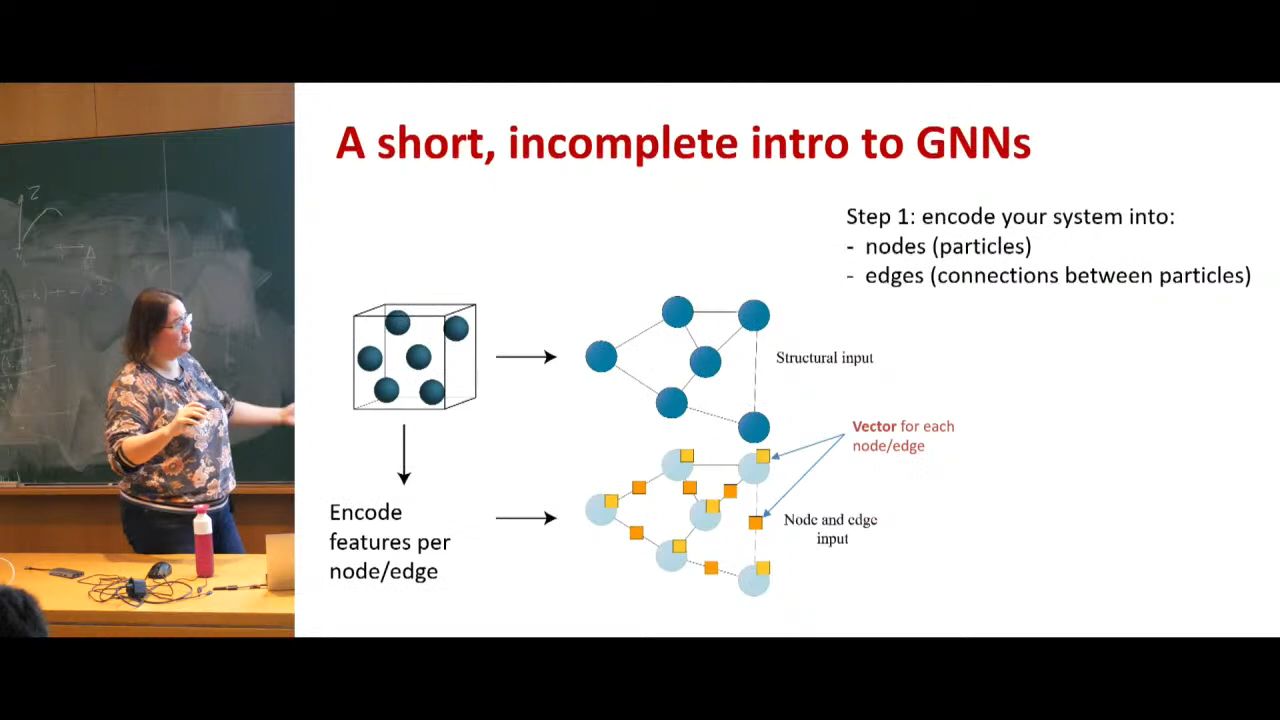 A short, incomplete intro to GNNs
Step 1: encode your system into:
- nodes (particles)
- edges (connections between particles)
Structural input
Vector for each
node/edge
Encode
features per
node/edge
Node and edge
input